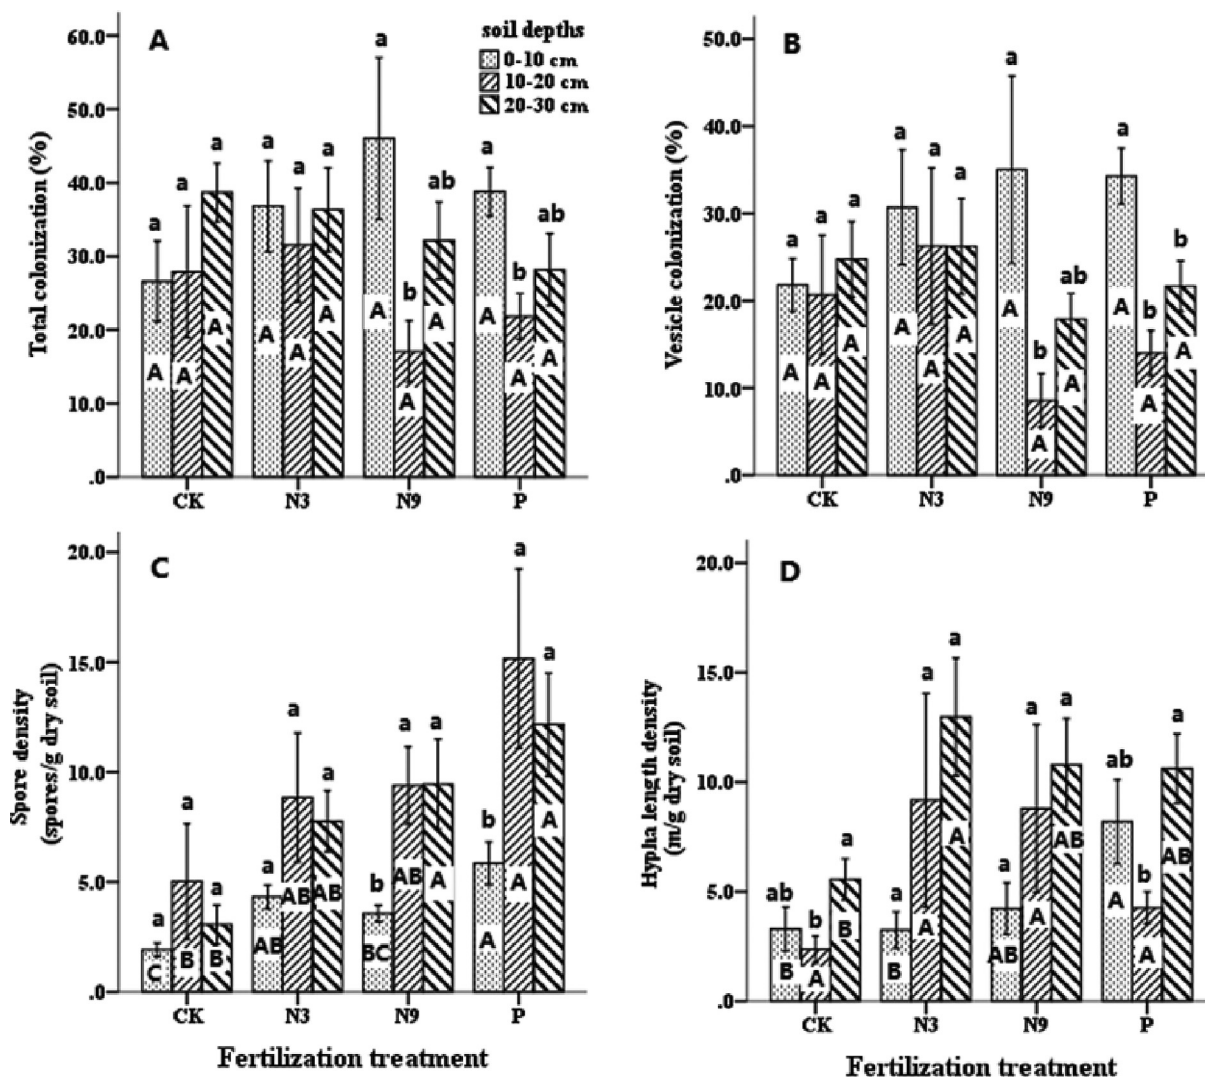 A
60.0
50.0
40.0
30.0
20.0
10.0
.0
Total colonization (%)
soil depths
0-10 cm
10-20 cm
20-30 cm
a a a a a a a b ab a b ab
A A A A A A A A A A A A
CK N3 N9 P
B
50.0
40.0
30.0
20.0
10.0
.0
Vesicle colonization (%)
a a a a a a a b ab a b b
A A A A A A A A A A A A
CK N3 N9 P
C
20.0
15.0
10.0
5.0
.0
Spore density
(spores/g dry soil)
a a a a a a b a a b a a
C B B AB AB AB BC AB A A A A
CK N3 N9 P
Fertilization treatment
D
20.0
15.0
10.0
5.0
.0
Hypha length density
(m/g dry soil)
ab b a a a a a a a ab b a
B A B B A A AB A AB A A AB
CK N3 N9 P
Fertilization treatment